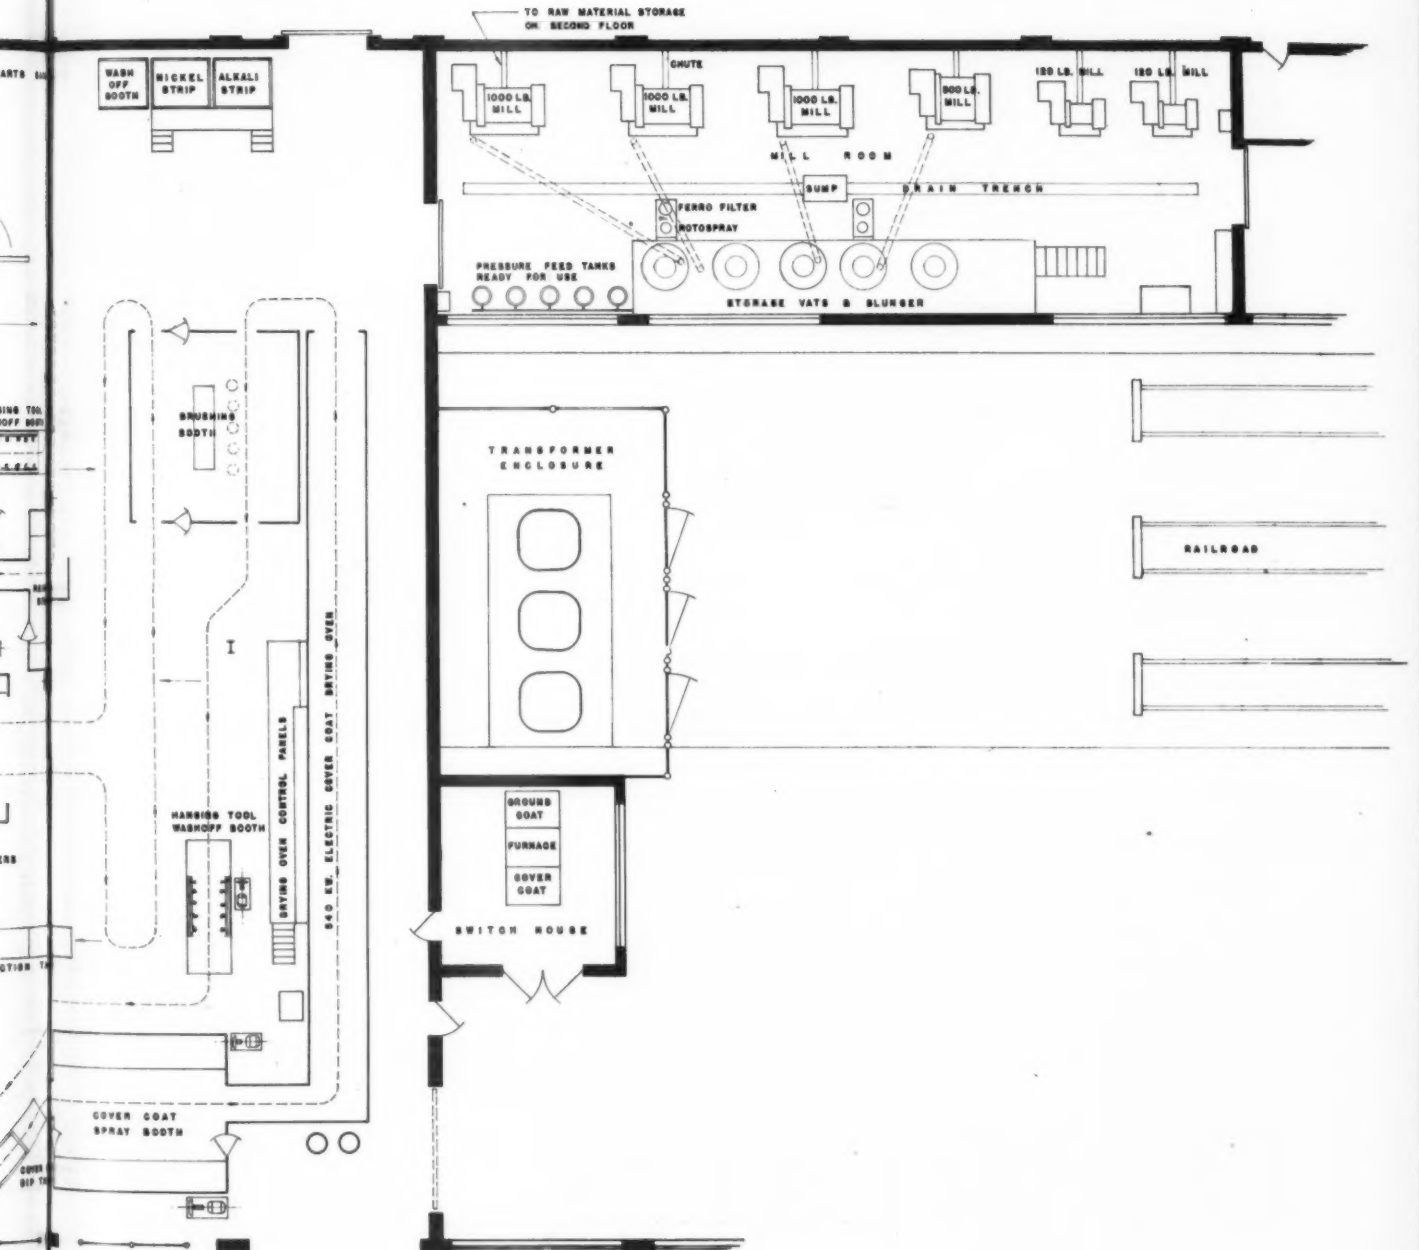 TO RAW MATERIAL STORAGE
ON SECOND FLOOR
WASH
OFF
BOOTH
NICKEL
STRIP
ALKALI
STRIP
CHUTE
1000 LB.
MILL
1000 LB.
MILL
1000 LB.
MILL
500 LB.
MILL
120 LB. MILL
120 LB. MILL
MILL ROOM
SUMP
DRAIN TRENCH
FERRO FILTER
ROTOSPRAY
PRESSURE FEED TANKS
READY FOR USE
STORAGE VATS & BLUNGER
BRUSHING
BOOTH
TRANSFORMER
ENCLOSURE
RAILROAD
DRYING OVEN CONTROL PANELS
540 KW. ELECTRIC COVER COAT DRYING OVEN
HANGING TOOL
WASHOFF BOOTH
GROUND
COAT
FURNACE
COVER
COAT
SWITCH HOUSE
COVER COAT
SPRAY BOOTH